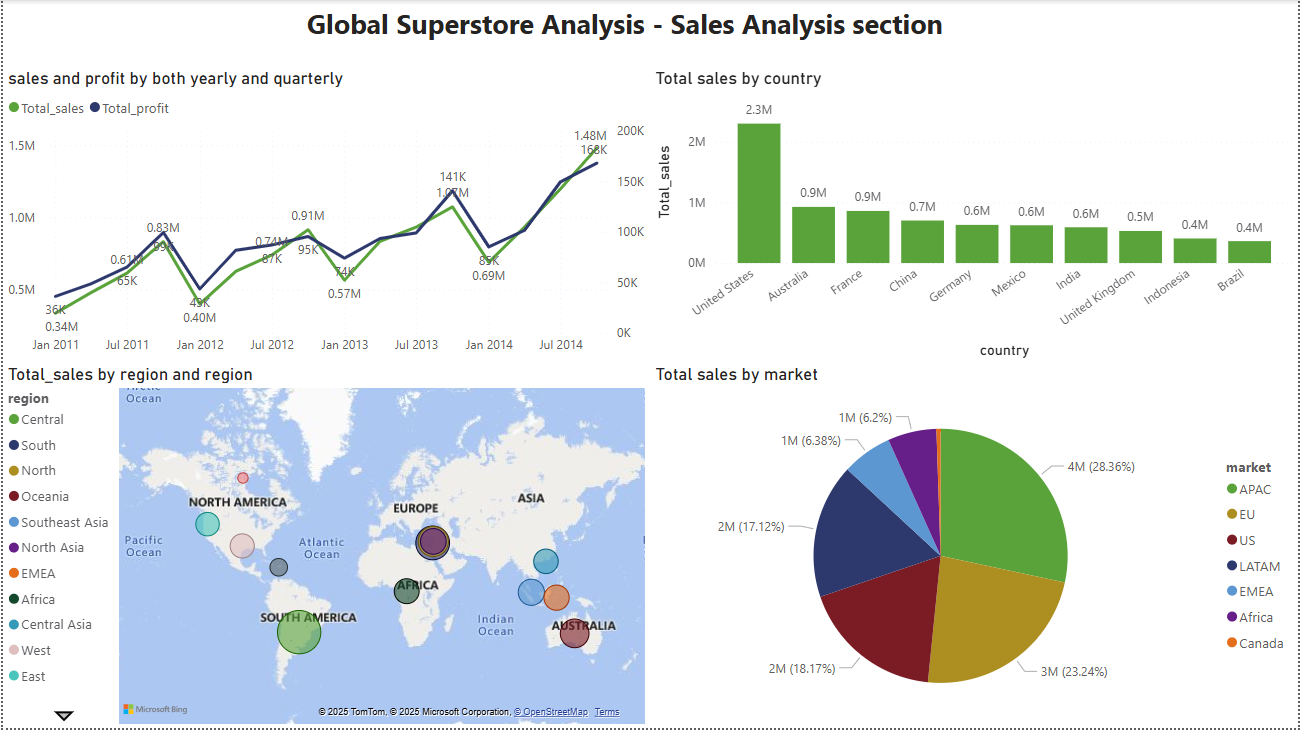 Global Superstore Analysis - Sales Analysis section
sales and profit by both yearly and quarterly
Total_sales Total_profit
1.5M
1.0M
0.5M
200K
150K
100K
50K
0K
36K
0.34M
0.61M
65K
0.83M
99K
0.40M
0.74M
87K
0.91M
95K
74K
0.57M
141K
1.07M
85K
0.69M
1.48M
168K
Jan 2011 Jul 2011 Jan 2012 Jul 2012 Jan 2013 Jul 2013 Jan 2014 Jul 2014
Total sales by country
Total_sales
2M
1M
0M
2.3M 0.9M 0.9M 0.7M 0.6M 0.6M 0.6M 0.5M 0.4M 0.4M
United States Australia France China Germany Mexico India United Kingdom Indonesia Brazil
country
Total_sales by region and region
region
Central
South
North
Oceania
Southeast Asia
North Asia
EMEA
Africa
Central Asia
West
East
Ocean
NORTH AMERICA
EUROPE
ASIA
Pacific
Ocean
Atlantic
Ocean
AFRICA
SOUTH AMERICA
Indian
Ocean
AUSTRALIA
Microsoft Bing
© 2025 TomTom, © 2025 Microsoft Corporation, © OpenStreetMap Terms
Total sales by market
1M (6.2%)
1M (6.38%)
4M (28.36%)
2M (17.12%)
2M (18.17%)
3M (23.24%)
market
APAC
EU
US
LATAM
EMEA
Africa
Canada